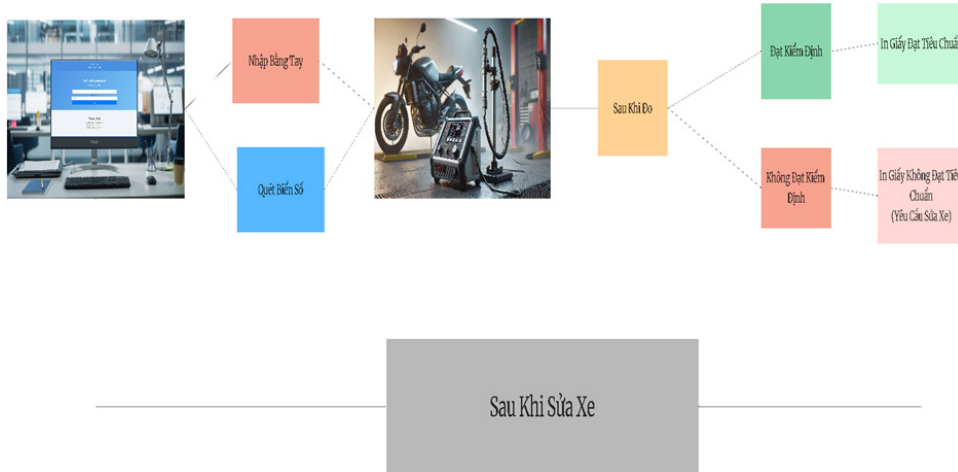 Nhập Bằng Tay
Quét Biển Số
Sau Khi Đo
Đạt Kiểm Định
In Giấy Đạt Tiêu Chuẩ
Không Đạt Kiểm
Định
In Giấy Không Đạt Tiê
Chuẩn
(Yêu Cầu Sửa Xe)
Sau Khi Sửa Xe